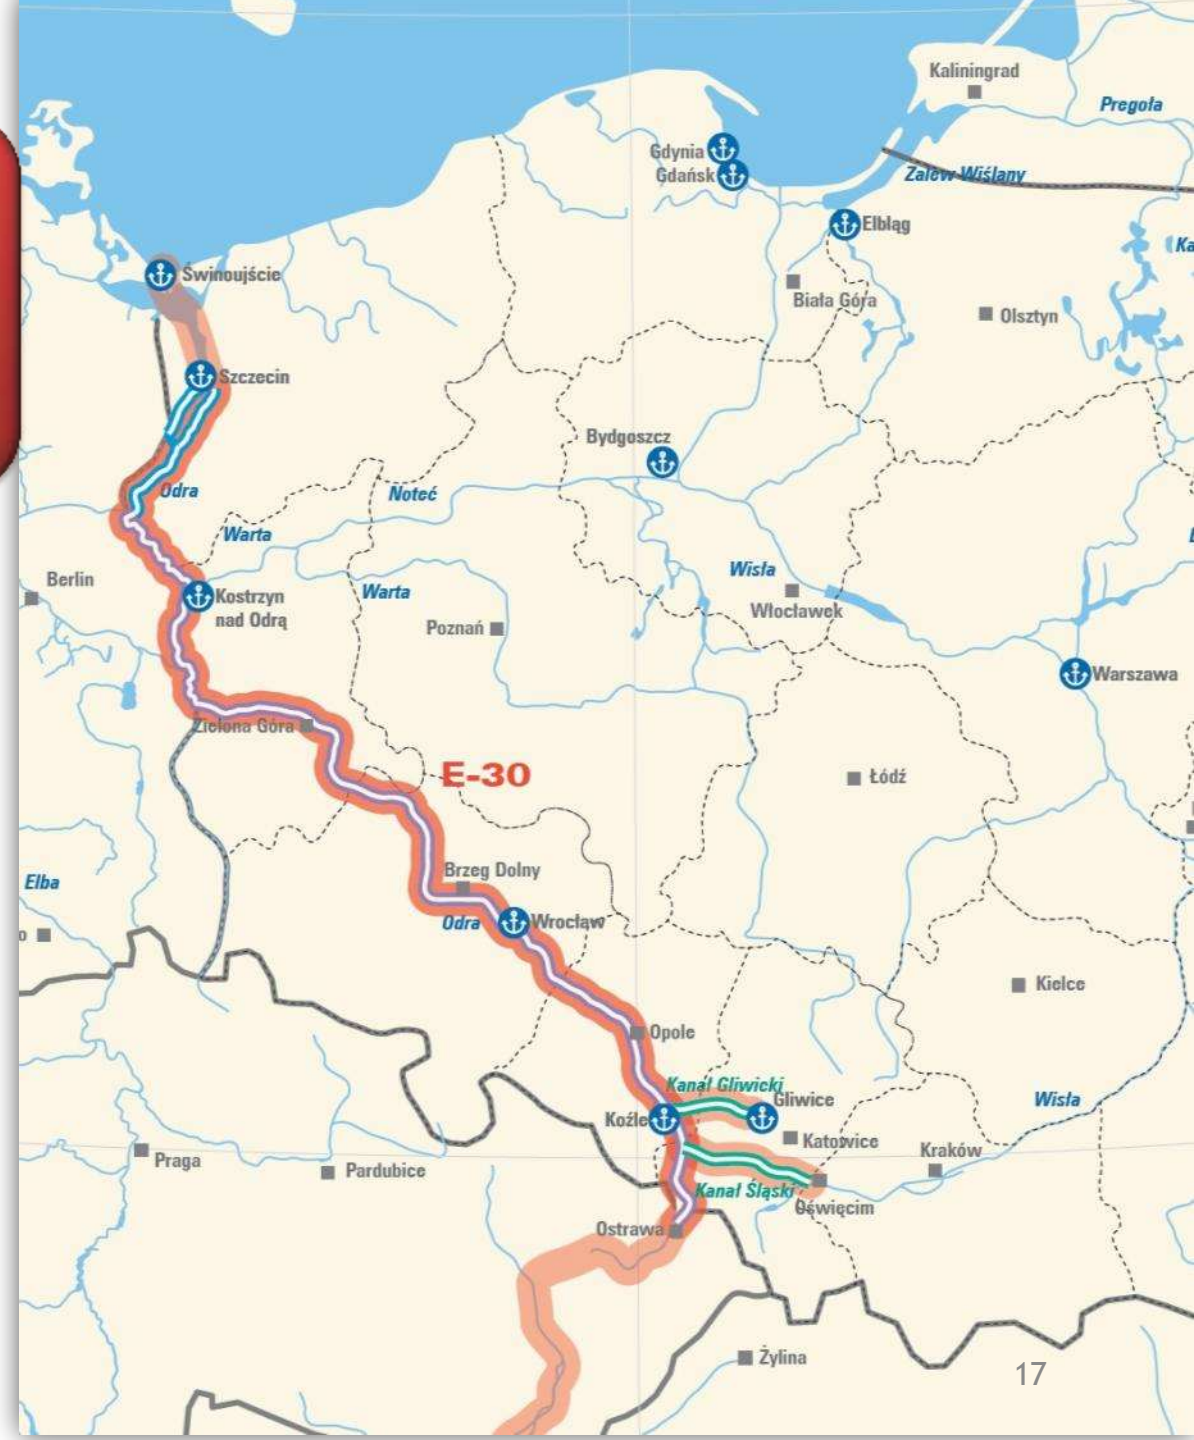 Kaliningrad
Pregoła
Gdynia
Gdańsk
Zalew Wiślany
Elbląg
Ka
Świnoujście
Biała Góra
Olsztyn
Szczecin
Bydgoszcz
Odra
Noteć
Warta
Wisła
Berlin
Kostrzyn
nad Odrą
Warta
Włocławek
Poznań
Warszawa
Zielona Góra
E-30
Łódź
Brzeg Dolny
Elba
Odra
Wrocław
o
Kielce
Opole
Kanał Gliwicki
Gliwice
Wisła
Koźle
Katowice
Kraków
Praga
Pardubice
Kanał Śląski
Oświęcim
Ostrawa
Żylina
17